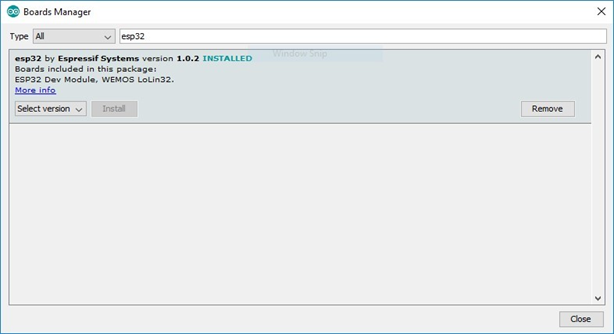 Boards Manager
Type All esp32
Window Snip
esp32 by Espressif Systems version 1.0.2 INSTALLED
Boards included in this package:
ESP32 Dev Module, WEMOS LoLin32.
More info
Select version Install Remove
Close